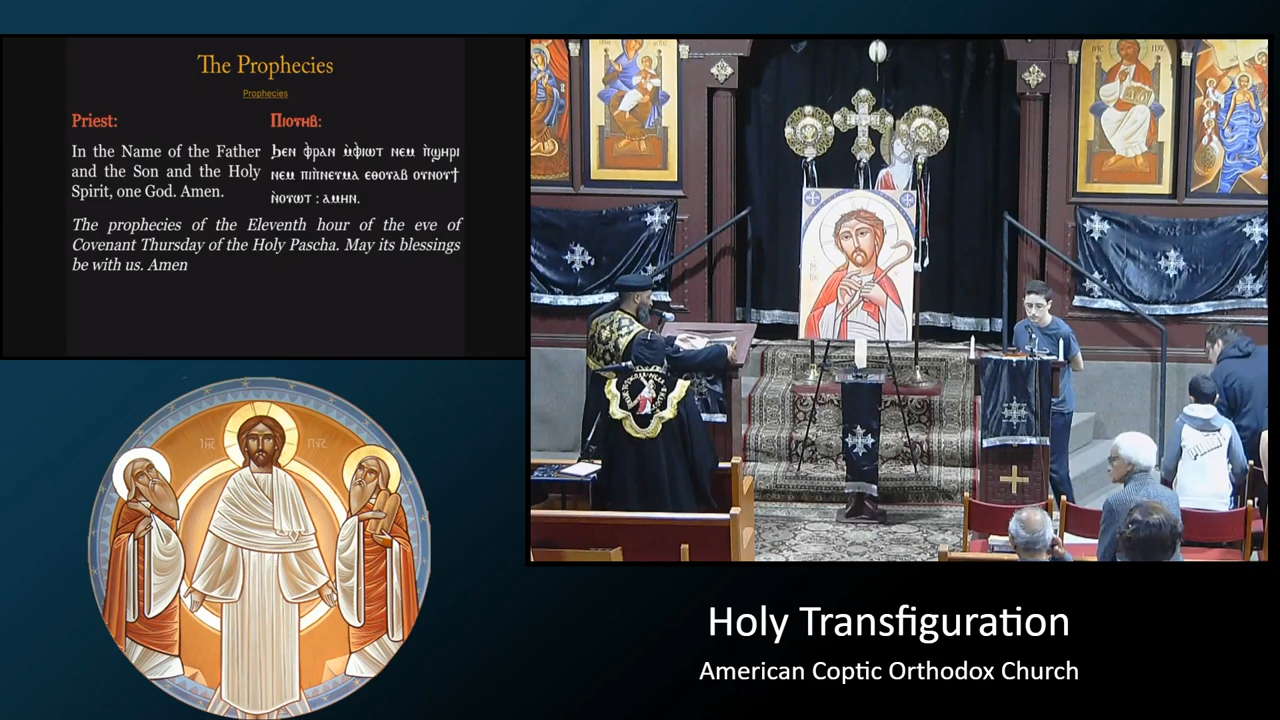 The Prophecies
Prophecies
Priest:
In the Name of the Father
and the Son and the Holy
Spirit, one God. Amen.
Ⲡⲓⲟⲩⲏⲃ:
Ϧⲉⲛ ⲫ̀ⲣⲁⲛ ⲙ̀ⲫⲓⲱⲧ ⲛⲉⲙ ⲡ̀ϣⲏⲣⲓ
ⲛⲉⲙ ⲡⲓⲡ̀ⲛⲉⲩⲙⲁ ⲉⲑⲟⲩⲁⲃ ⲟⲩⲛⲟⲩϯ
ⲛ̀ⲟⲩⲱⲧ : ⲁⲙⲏⲛ.
The prophecies of the Eleventh hour of the eve of
Covenant Thursday of the Holy Pascha. May its blessings
be with us. Amen
Holy Transfiguration
American Coptic Orthodox Church